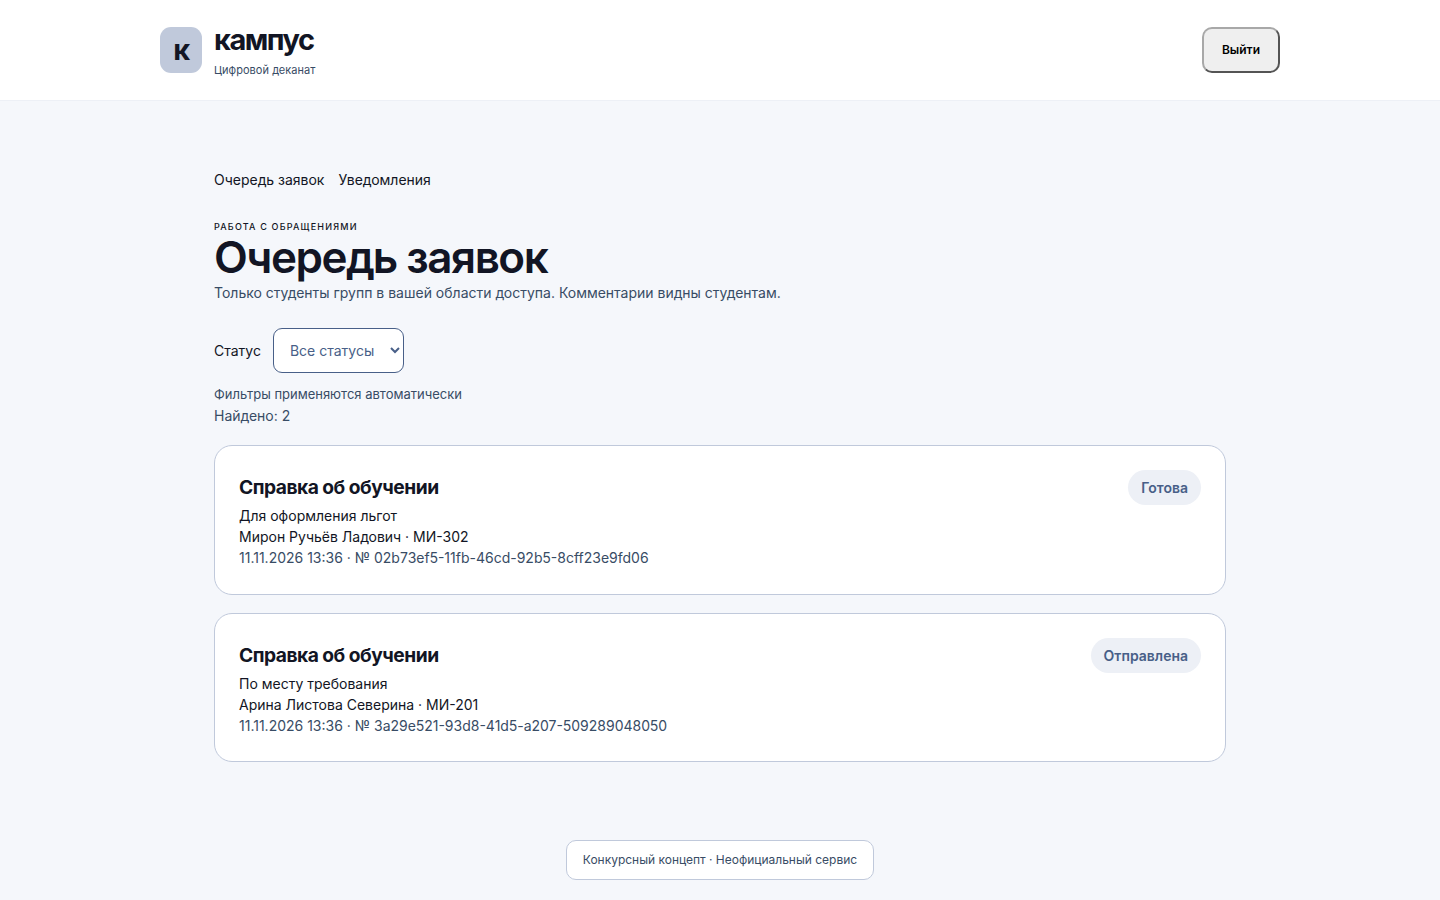 к
кампус
Цифровой деканат
Выйти
Очередь заявок Уведомления
РАБОТА С ОБРАЩЕНИЯМИ
Очередь заявок
Только студенты групп в вашей области доступа. Комментарии видны студентам.
Статус Все статусы
Фильтры применяются автоматически
Найдено: 2
Справка об обучении
Готова
Для оформления льгот
Мирон Ручьёв Ладович · МИ-302
11.11.2026 13:36 · № 02b73ef5-11fb-46cd-92b5-8cff23e9fd06
Справка об обучении
Отправлена
По месту требования
Арина Листова Северина · МИ-201
11.11.2026 13:36 · № 3a29e521-93d8-41d5-a207-509289048050
Конкурсный концепт · Неофициальный сервис